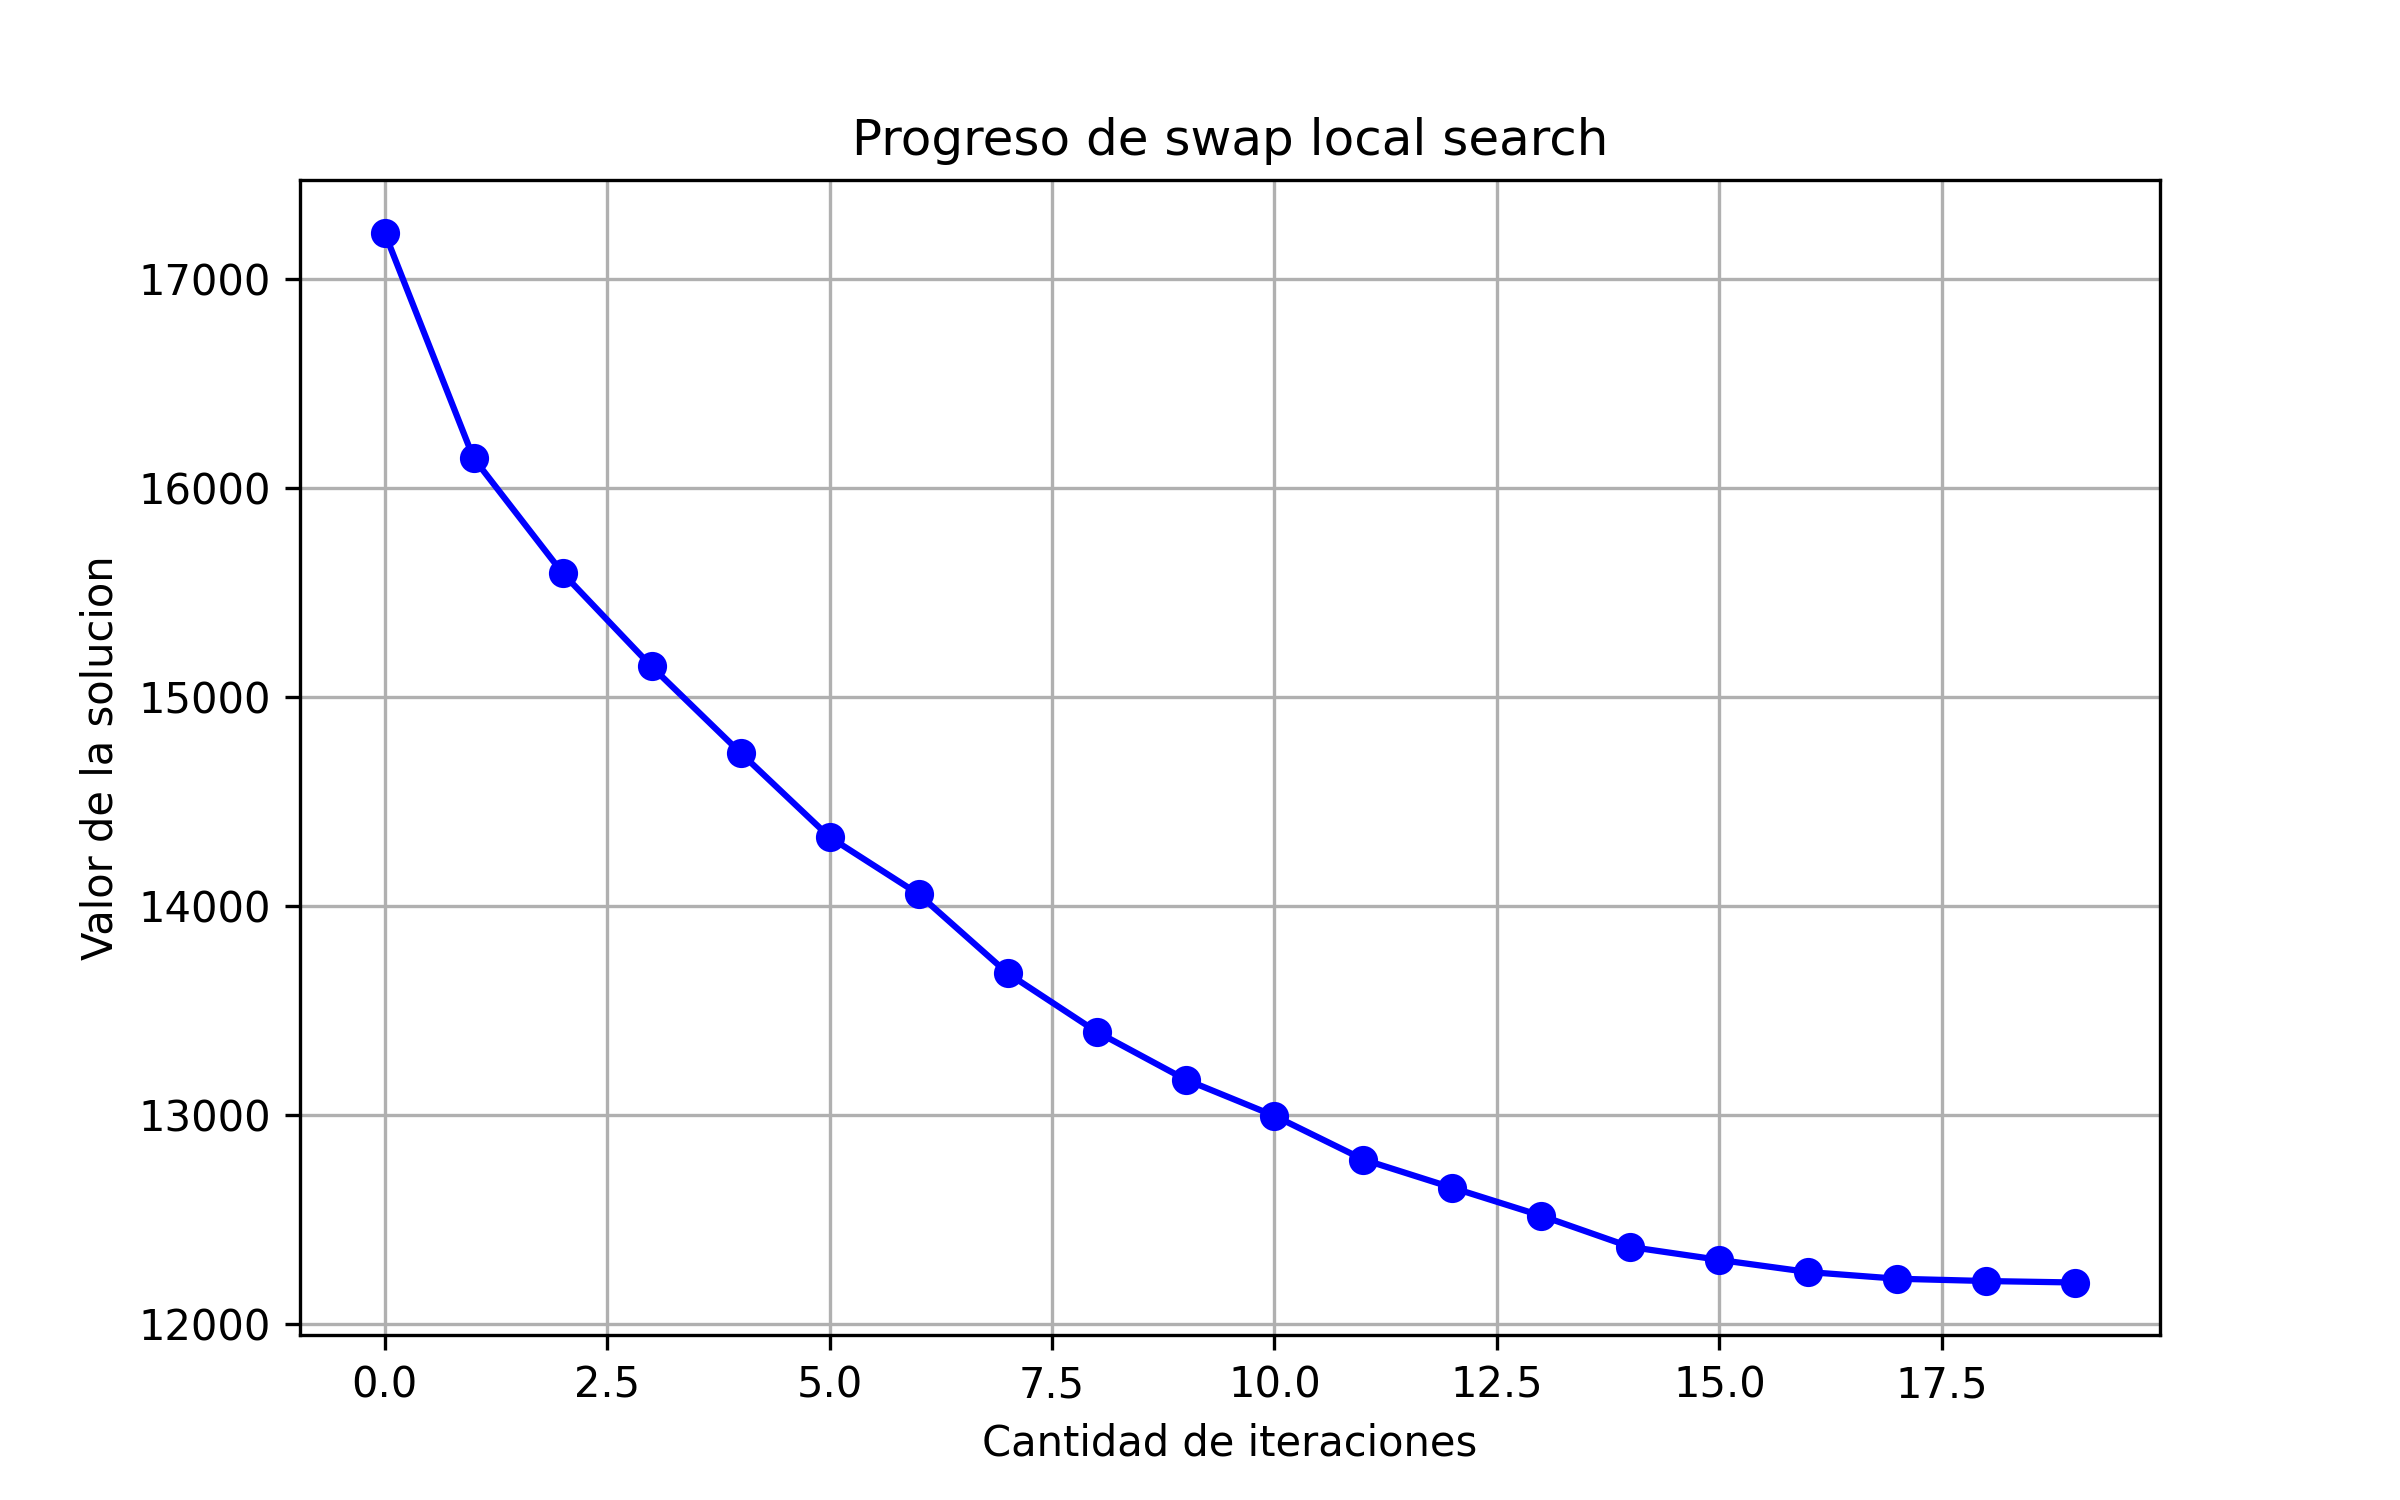 Progreso de swap local search
Valor de la solucion
17000
16000
15000
14000
13000
12000
0.0 2.5 5.0 7.5 10.0 12.5 15.0 17.5
Cantidad de iteraciones